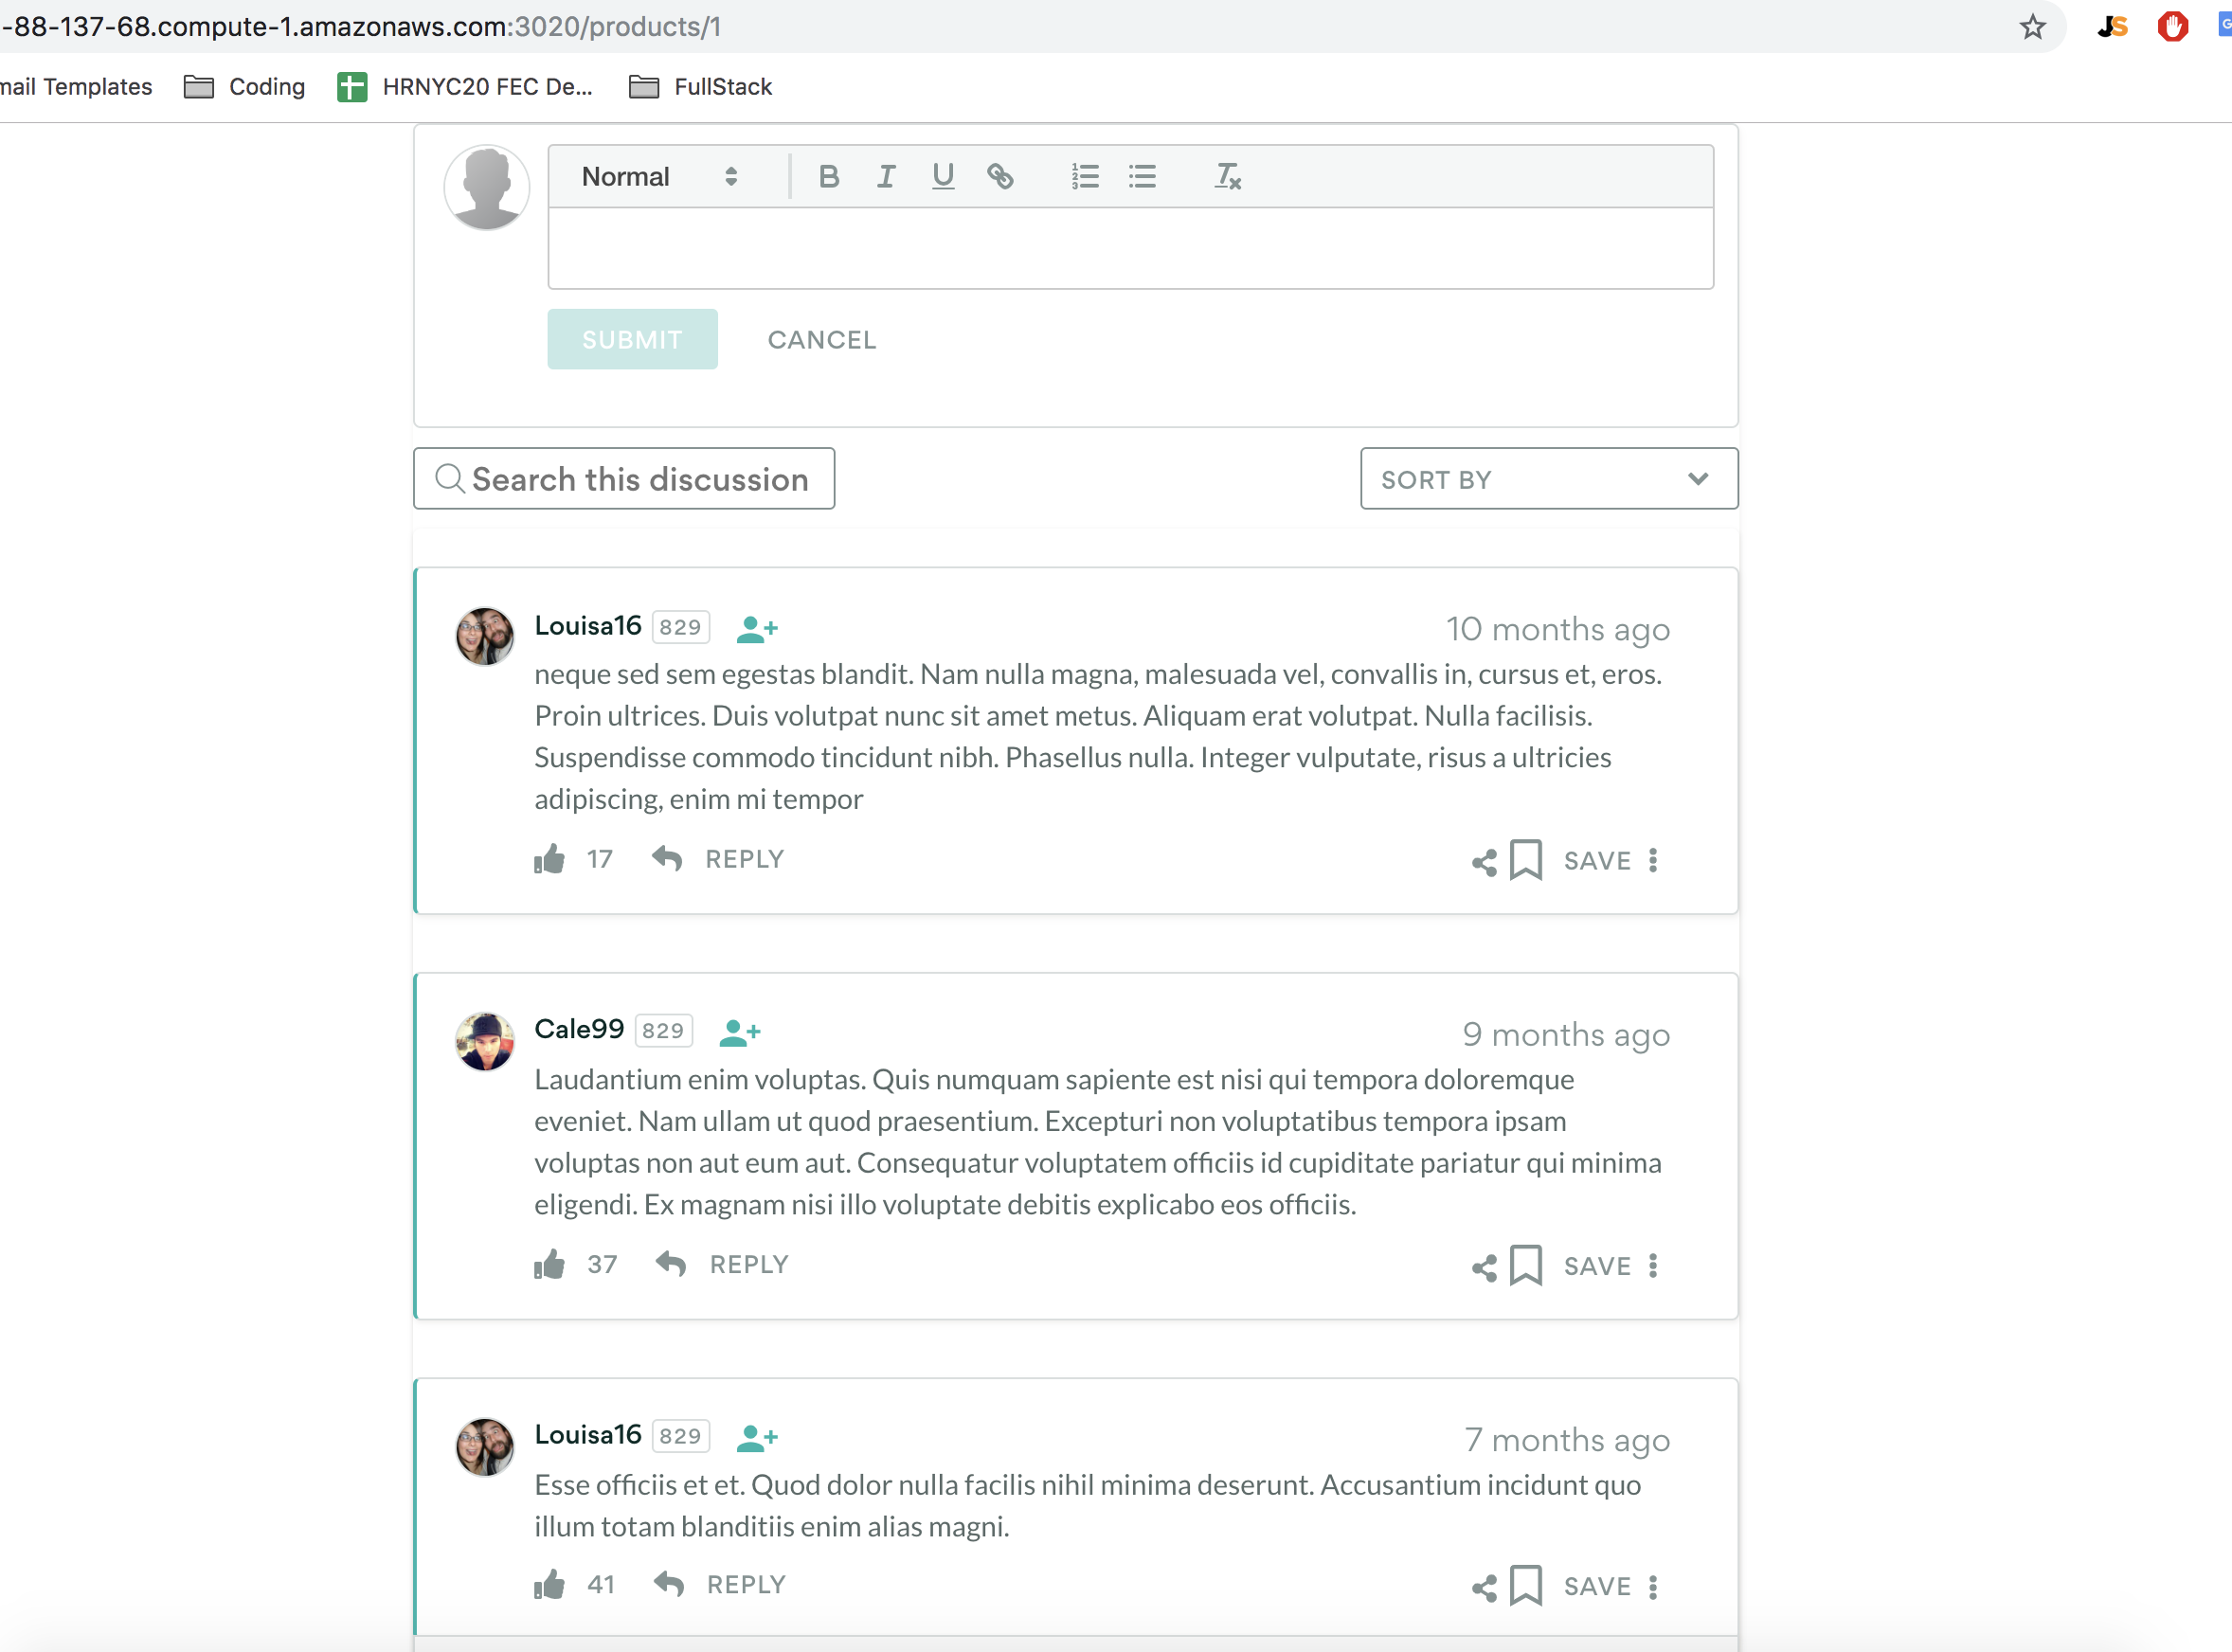 -88-137-68.compute-1.amazonaws.com:3020/products/1
JS
mail Templates Coding HRNYC20 FEC De... FullStack
Normal B I U
SUBMIT CANCEL
Search this discussion SORT BY
Louisa16 829 10 months ago
neque sed sem egestas blandit. Nam nulla magna, malesuada vel, convallis in, cursus et, eros.
Proin ultrices. Duis volutpat nunc sit amet metus. Aliquam erat volutpat. Nulla facilisis.
Suspendisse commodo tincidunt nibh. Phasellus nulla. Integer vulputate, risus a ultricies
adipiscing, enim mi tempor
17 REPLY SAVE
Cale99 829 9 months ago
Laudantium enim voluptas. Quis numquam sapiente est nisi qui tempora doloremque
eveniet. Nam ullam ut quod praesentium. Excepturi non voluptatibus tempora ipsam
voluptas non aut eum aut. Consequatur voluptatem officiis id cupiditate pariatur qui minima
eligendi. Ex magnam nisi illo voluptate debitis explicabo eos officiis.
37 REPLY SAVE
Louisa16 829 7 months ago
Esse officiis et et. Quod dolor nulla facilis nihil minima deserunt. Accusantium incidunt quo
illum totam blanditiis enim alias magni.
41 REPLY SAVE